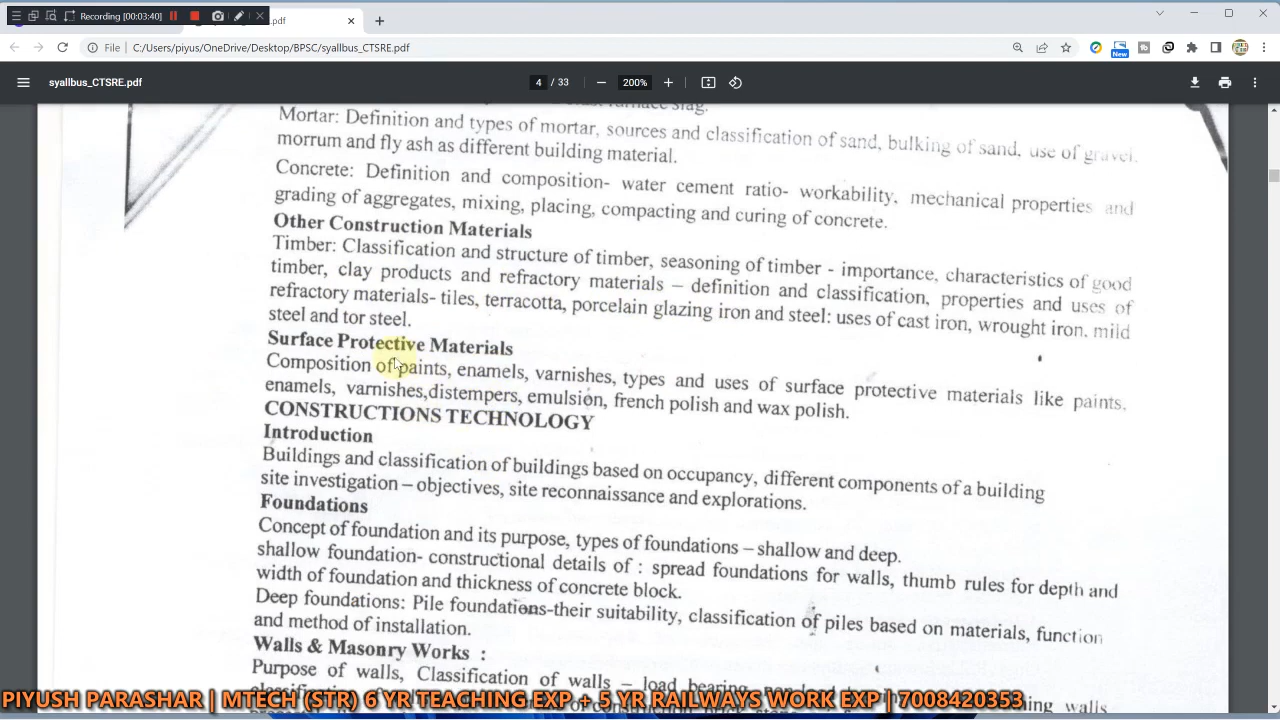 Recording [00:03:40]
.pdf
File C:/Users/piyus/OneDrive/Desktop/BPSC/syallbus_CTSRE.pdf
New
syallbus_CTSRE.pdf
4 / 33
200%
furnace slag.
Mortar: Definition and types of mortar, sources and classification of sand, bulking of sand, use of gravel,
morrum and fly ash as different building material.
Concrete: Definition and composition- water cement ratio- workability, mechanical properties and
grading of aggregates, mixing, placing, compacting and curing of concrete.
Other Construction Materials
Timber: Classification and structure of timber, seasoning of timber - importance, characteristics of good
timber, clay products and refractory materials – definition and classification, properties and uses of
refractory materials- tiles, terracotta, porcelain glazing iron and steel: uses of cast iron, wrought iron. mild
steel and tor steel.
Surface Protective Materials
Composition of paints, enamels, varnishes, types and uses of surface protective materials like paints,
enamels, varnishes,distempers, emulsion, french polish and wax polish.
CONSTRUCTIONS TECHNOLOGY
Introduction
Buildings and classification of buildings based on occupancy, different components of a building
site investigation – objectives, site reconnaissance and explorations.
Foundations
Concept of foundation and its purpose, types of foundations – shallow and deep.
shallow foundation- constructional details of : spread foundations for walls, thumb rules for depth and
width of foundation and thickness of concrete block.
Deep foundations: Pile foundations-their suitability, classification of piles based on materials, function
and method of installation.
Walls & Masonry Works :
Purpose of walls, Classification of walls – load bearing,
walls
PIYUSH PARASHAR | MTECH (STR) 6 YR TEACHING EXP + 5 YR RAILWAYS WORK EXP | 7008420353